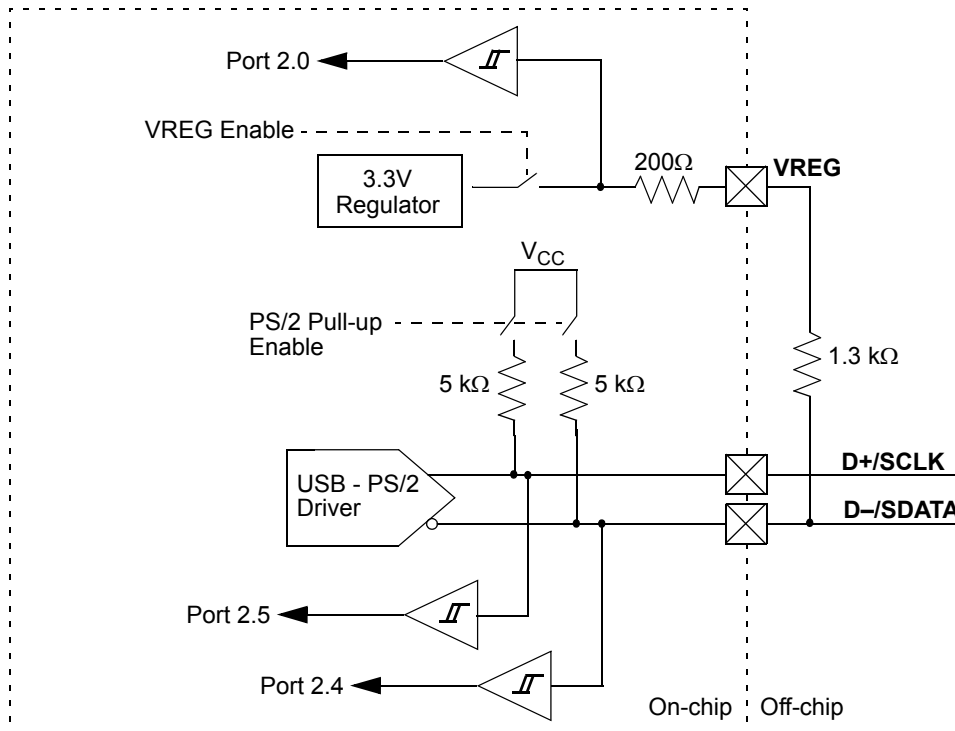 Port 2.0
VREG Enable
200Ω
VREG
3.3V
Regulator
VCC
PS/2 Pull-up
Enable
1.3 kΩ
5 kΩ
5 kΩ
D+/SCLK
USB - PS/2
Driver
D–/SDATA
Port 2.5
Port 2.4
On-chip
Off-chip